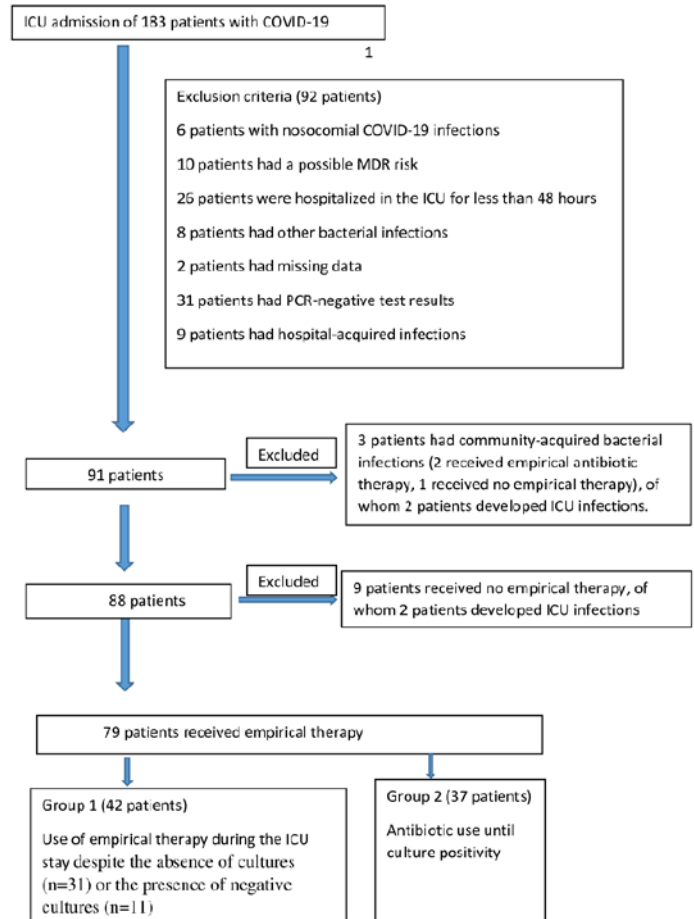 ICU admission of 183 patients with COVID-19
1
Exclusion criteria (92 patients)
6 patients with nosocomial COVID-19 infections
10 patients had a possible MDR risk
26 patients were hospitalized in the ICU for less than 48 hours
8 patients had other bacterial infections
2 patients had missing data
31 patients had PCR-negative test results
9 patients had hospital-acquired infections
91 patients
Excluded
3 patients had community-acquired bacterial
infections (2 received empirical antibiotic
therapy, 1 received no empirical therapy), of
whom 2 patients developed ICU infections.
88 patients
Excluded
9 patients received no empirical therapy, of
whom 2 patients developed ICU infections
79 patients received empirical therapy
Group 1 (42 patients)
Use of empirical therapy during the ICU
stay despite the absence of cultures
(n=31) or the presence of negative
cultures (n=11)
Group 2 (37 patients)
Antibiotic use until
culture positivity